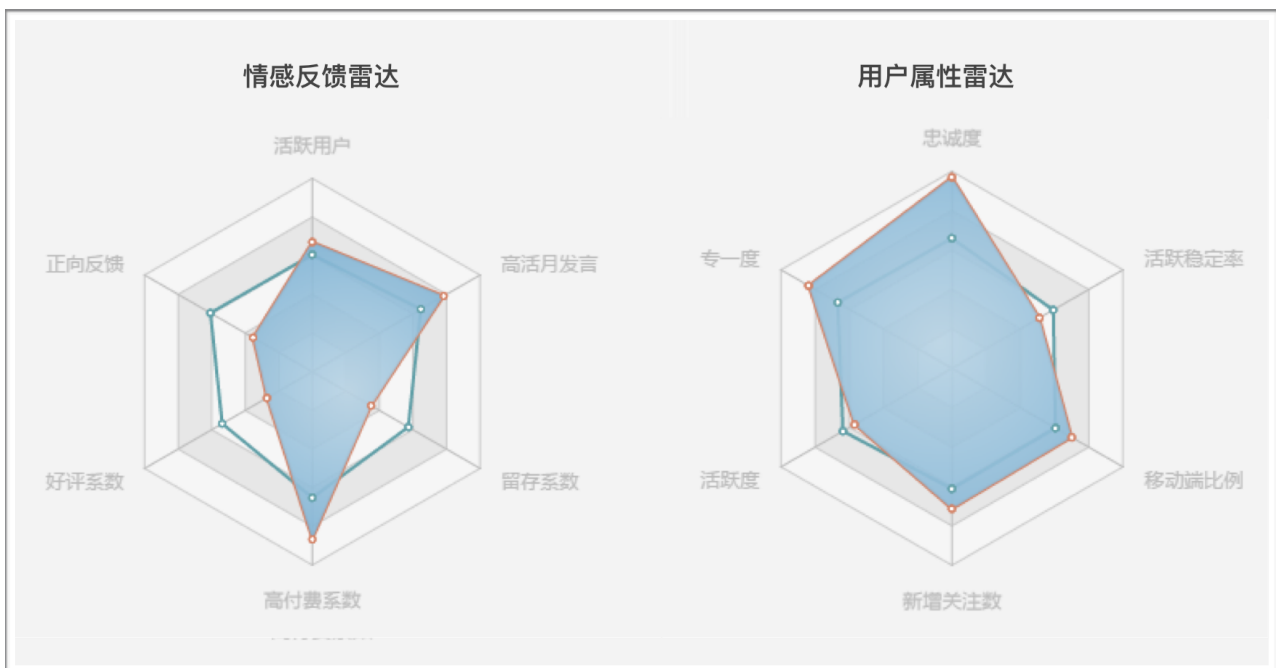 情感反馈雷达
活跃用户
高活月发言
留存系数
高付费系数
好评系数
正向反馈
用户属性雷达
忠诚度
活跃稳定率
移动端比例
新增关注数
活跃度
专一度